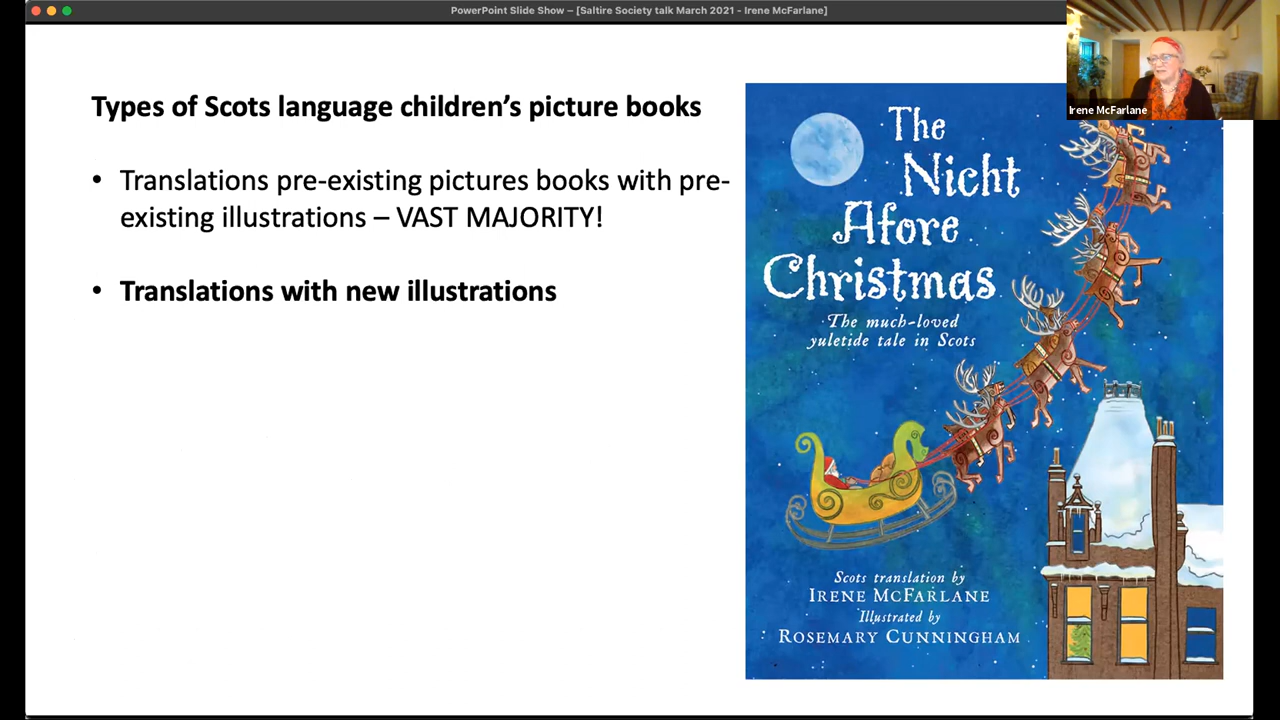 PowerPoint Slide Show – [Saltire Society talk March 2021 - Irene McFarlane]
Irene McFarlane
Types of Scots language children’s picture books
• Translations pre-existing pictures books with pre-
existing illustrations – VAST MAJORITY!
• Translations with new illustrations
The
Nicht
Afore
Christmas
The much-loved
yuletide tale in Scots
Scots translation by
IRENE MCFARLANE
Illustrated by
ROSEMARY CUNNINGHAM